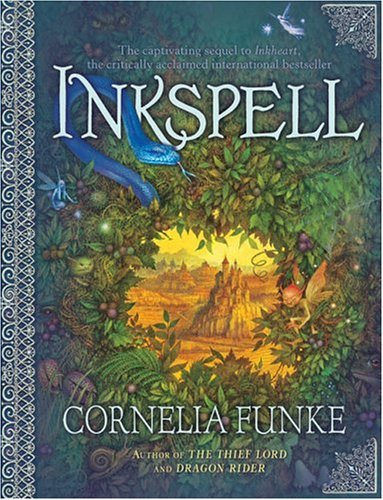 The captivating sequel to Inkheart,
the critically acclaimed international bestseller
INKSPELL
CORNELIA FUNKE
AUTHOR OF THE THIEF LORD
AND DRAGON RIDER